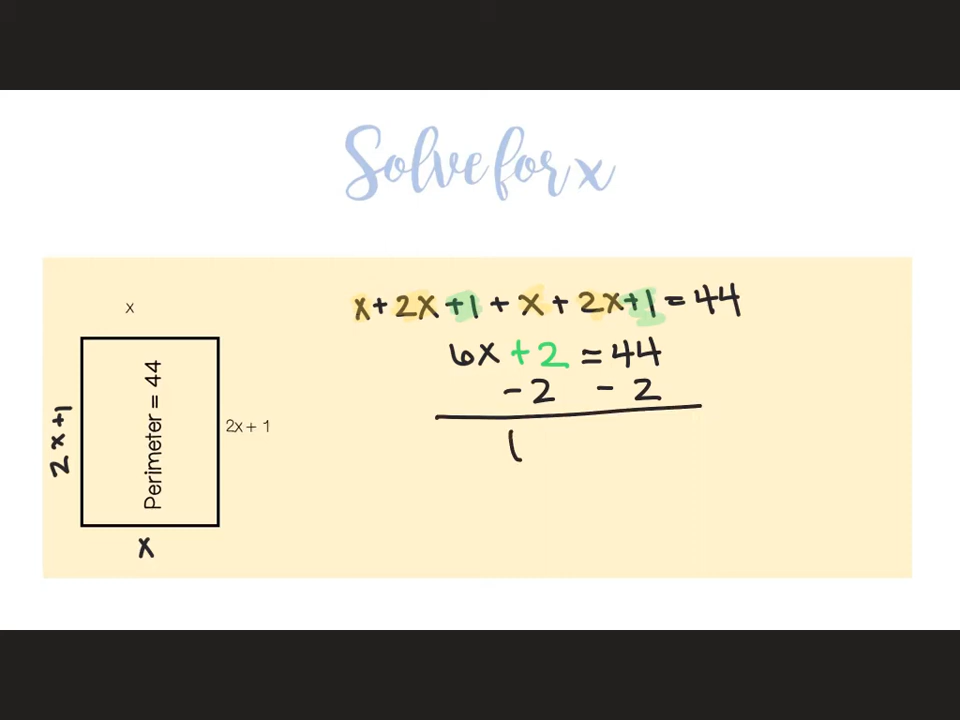 Solve for x
x
x + 2x + 1 + x + 2x + 1 = 44
6x + 2 = 44
- 2 - 2
Perimeter = 44
2x + 1
2x + 1
x